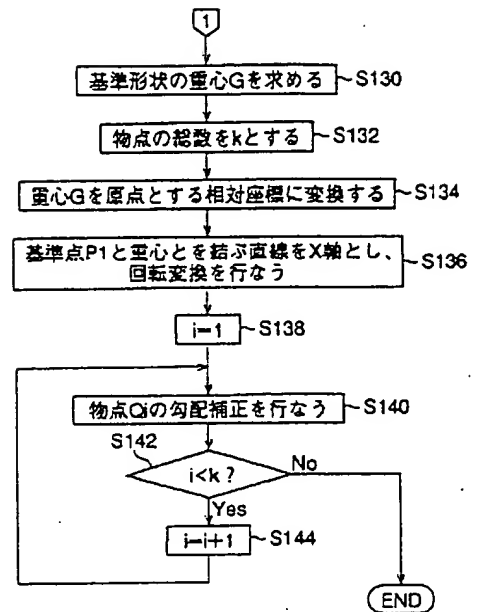 1
基準形状の重心Gを求める
S130
物点の総数をkとする
S132
重心Gを原点とする相対座標に変換する
S134
基準点P1と重心とを結ぶ直線をX軸とし、
回転変換を行なう
S136
i=1
S138
物点Qiの勾配補正を行なう
S140
S142
i<k?
No
Yes
i=i+1
S144
END